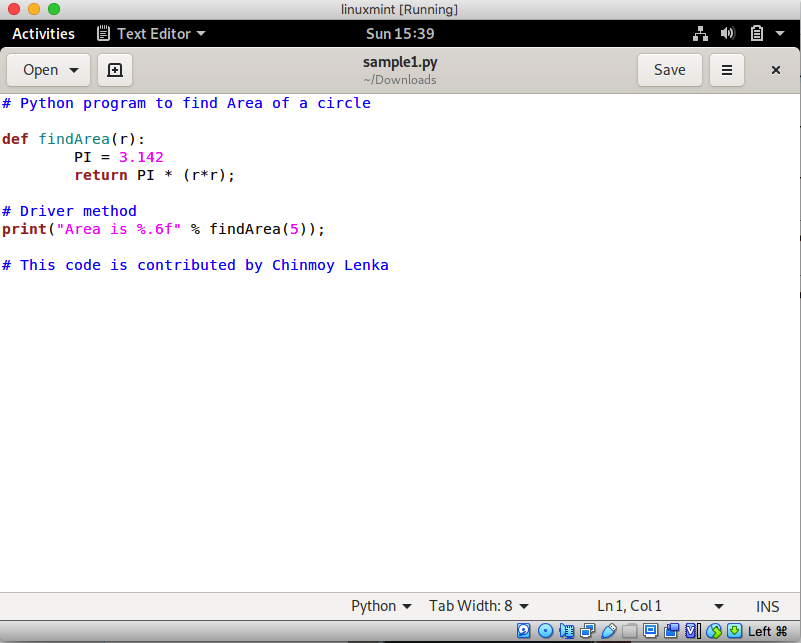 linuxmint [Running]
Activities Text Editor Sun 15:39
Open sample1.py Save
~/Downloads
# Python program to find Area of a circle
def findArea(r):
PI = 3.142
return PI * (r*r);
# Driver method
print("Area is %.6f" % findArea(5));
# This code is contributed by Chinmoy Lenka
Python Tab Width: 8 Ln 1, Col 1 INS
Left ⌘